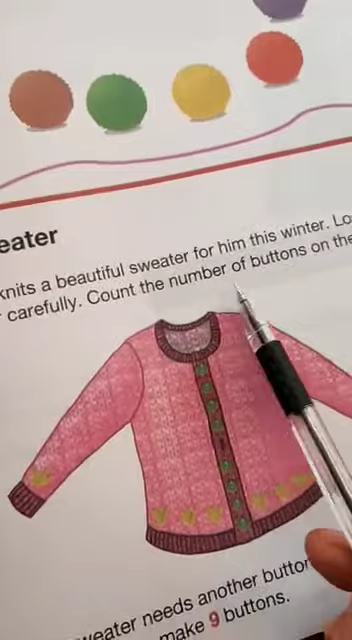 eater
knits a beautiful sweater for him this winter. Lo
carefully. Count the number of buttons on the
weater needs another button
make 9 buttons.